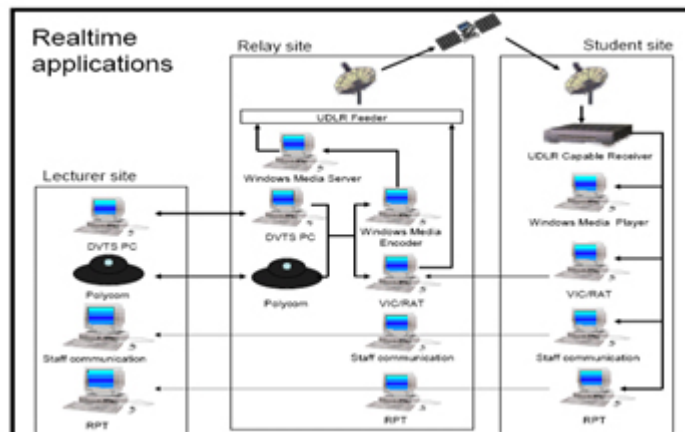 Realtime
applications
Relay site
Student site
UDLR Feeder
UDLR Capable Receiver
Windows Media Server
Lecturer site
Windows Media Player
DVTS PC
DVTS PC
Windows Media
Encoder
Polycom
Polycom
VIC/RAT
VIC/RAT
Staff communication
Staff communication
Staff communication
RPT
RPT
RPT